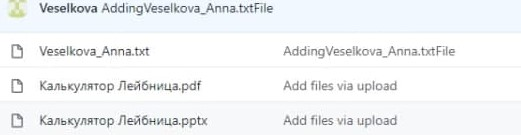 Veselkova AddingVeselkova_Anna.txtFile
Veselkova_Anna.txt AddingVeselkova_Anna.txtFile
Калькулятор Лейбница.pdf Add files via upload
Калькулятор Лейбница.pptx Add files via upload